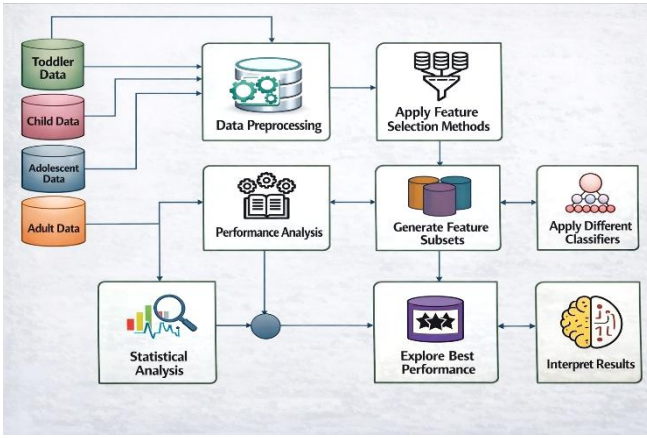 Toddler
Data
Child Data
Adolescent
Data
Adult Data
Data Preprocessing
Apply Feature
Selection Methods
Performance Analysis
Generate Feature
Subsets
Apply Different
Classifiers
Statistical
Analysis
Explore Best
Performance
Interpret Results